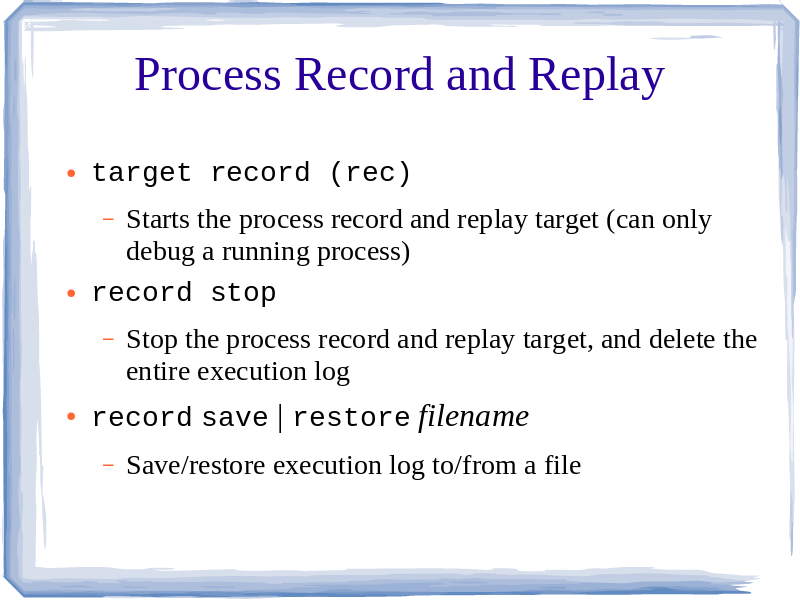 Process Record and Replay
• target record (rec)
– Starts the process record and replay target (can only
debug a running process)
• record stop
– Stop the process record and replay target, and delete the
entire execution log
• record save | restore filename
– Save/restore execution log to/from a file